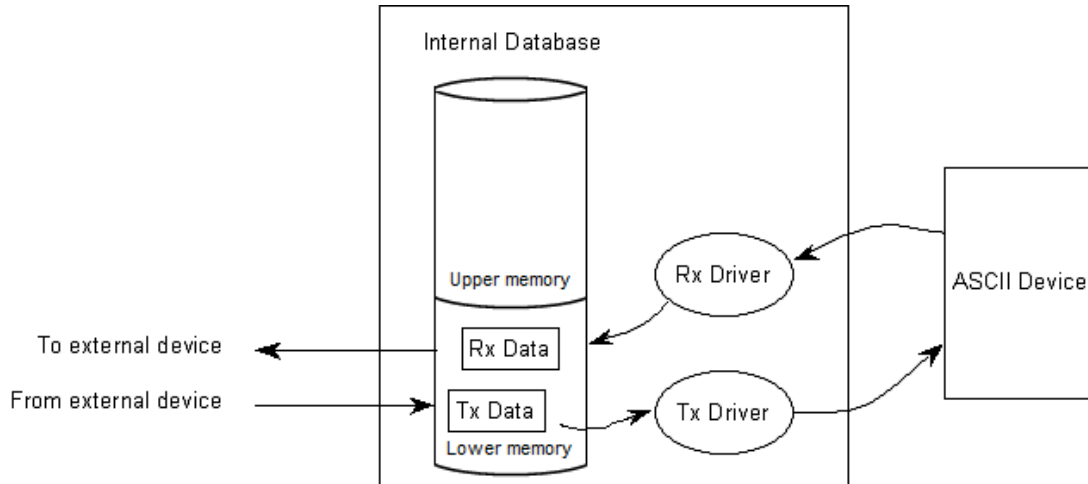 Internal Database
Upper memory
Rx Driver
ASCII Device
To external device
Rx Data
From external device
Tx Data
Tx Driver
Lower memory